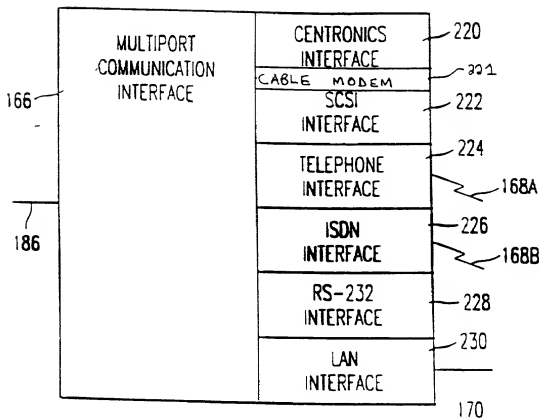 MULTIPORT
COMMUNICATION
INTERFACE
166
186
CENTRONICS
INTERFACE
220
CABLE MODEM
221
SCSI
INTERFACE
222
TELEPHONE
INTERFACE
224
168A
ISDN
INTERFACE
226
168B
RS-232
INTERFACE
228
LAN
INTERFACE
230
170